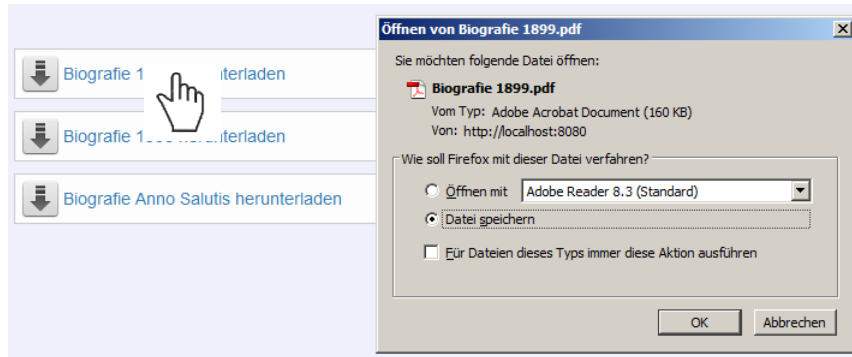 Biografie 1 terladen
Biografie herunterladen
Biografie Anno Salutis herunterladen
Öffnen von Biografie 1899.pdf
Sie möchten folgende Datei öffnen:
Biografie 1899.pdf
Vom Typ: Adobe Acrobat Document (160 KB)
Von: http://localhost:8080
Wie soll Firefox mit dieser Datei verfahren?
Öffnen mit Adobe Reader 8.3 (Standard)
Datei speichern
Für Dateien dieses Typs immer diese Aktion ausführen
OK Abbrechen